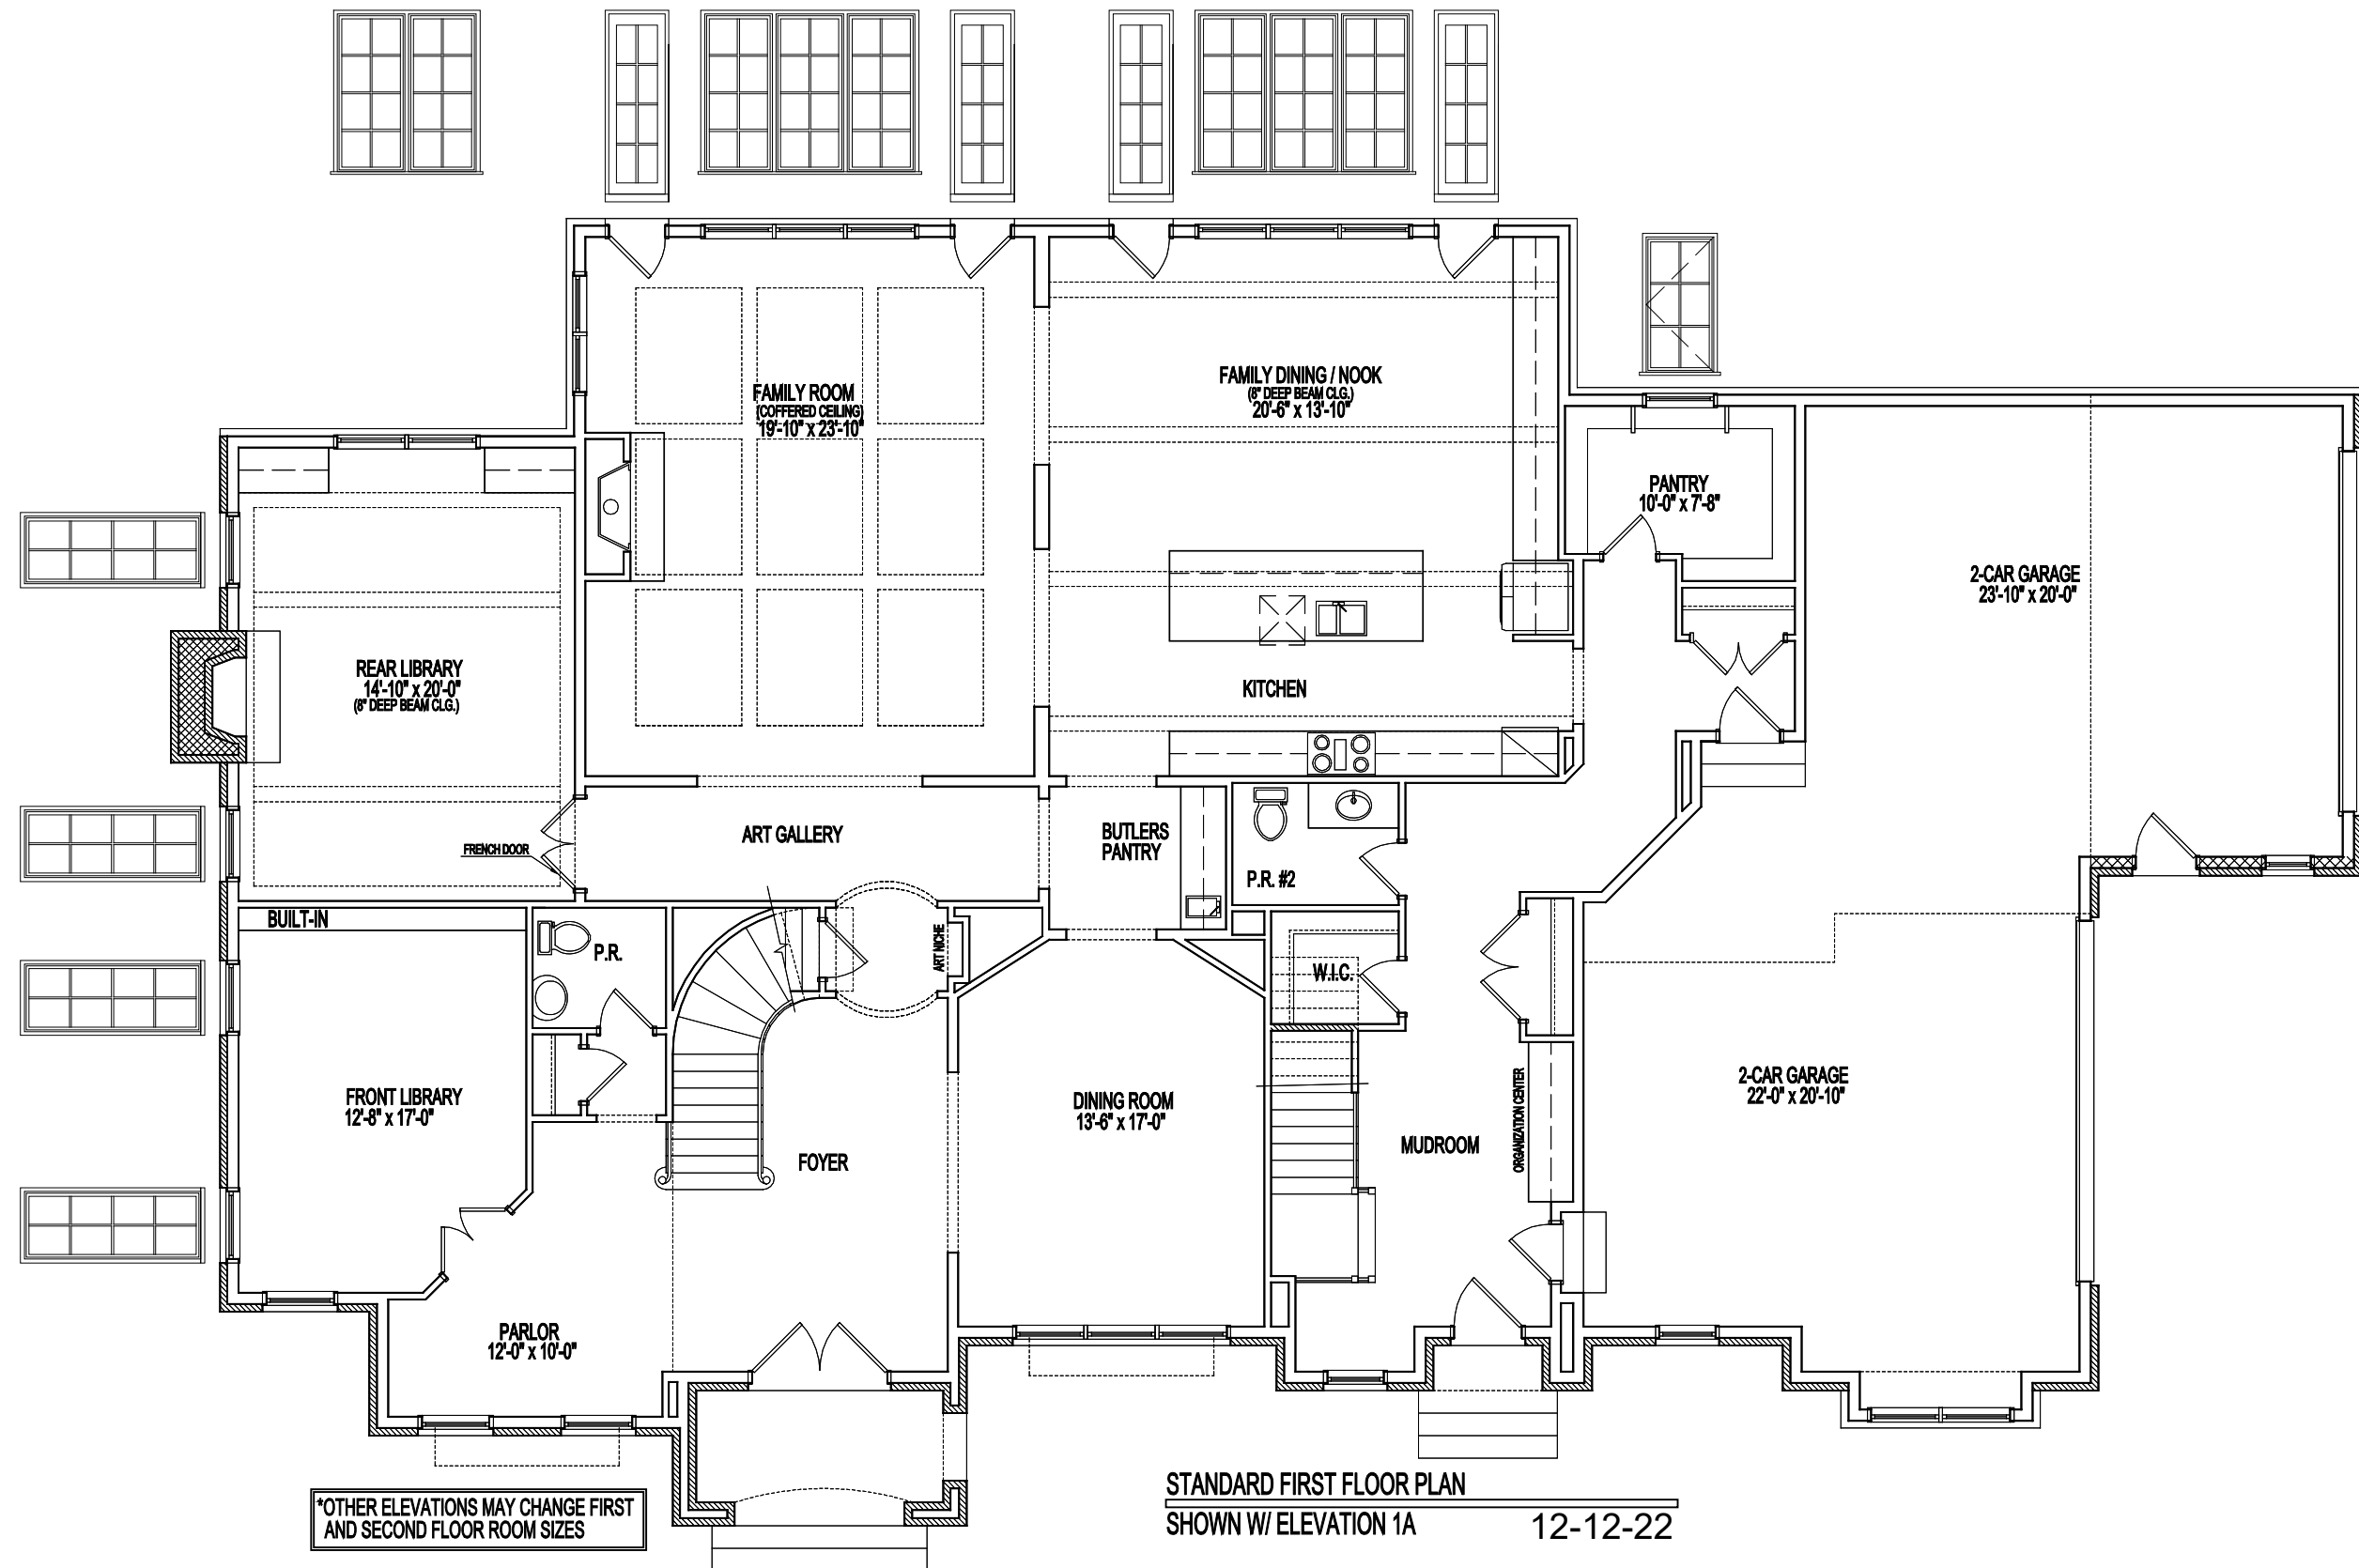 FAMILY ROOM
(COFFERED CEILING)
19'-10" x 23'-10"
FAMILY DINING / NOOK
(8" DEEP BEAM CLG.)
20'-6" x 13'-10"
PANTRY
10'-0" x 7'-8"
2-CAR GARAGE
23'-10" x 20'-0"
REAR LIBRARY
14'-10" x 20'-0"
(8" DEEP BEAM CLG.)
KITCHEN
FRENCH DOOR
ART GALLERY
BUTLERS
PANTRY
P.R. #2
BUILT-IN
P.R.
ART NICHE
W.I.C.
FRONT LIBRARY
12'-8" x 17'-0"
FOYER
DINING ROOM
13'-6" x 17'-0"
MUDROOM
ORGANIZATION CENTER
2-CAR GARAGE
22'-0" x 20'-10"
PARLOR
12'-0" x 10'-0"
*OTHER ELEVATIONS MAY CHANGE FIRST
AND SECOND FLOOR ROOM SIZES
STANDARD FIRST FLOOR PLAN
SHOWN W/ ELEVATION 1A 12-12-22